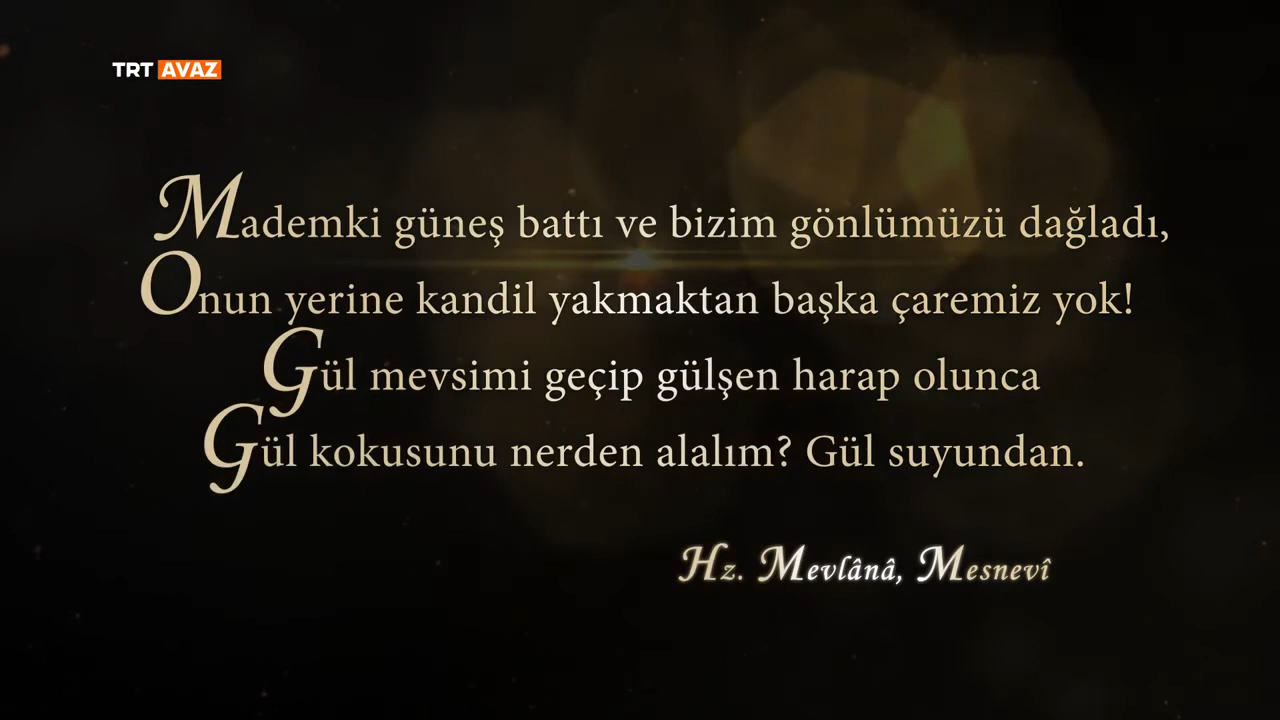 TRT AVAZ
Mademki güneş battı ve bizim gönlümüzü dağladı,
Onun yerine kandil yakmaktan başka çaremiz yok!
Gül mevsimi geçip gülşen harap olunca
Gül kokusunu nerden alalım? Gül suyundan.
Hz. Mevlânâ, Mesnevî